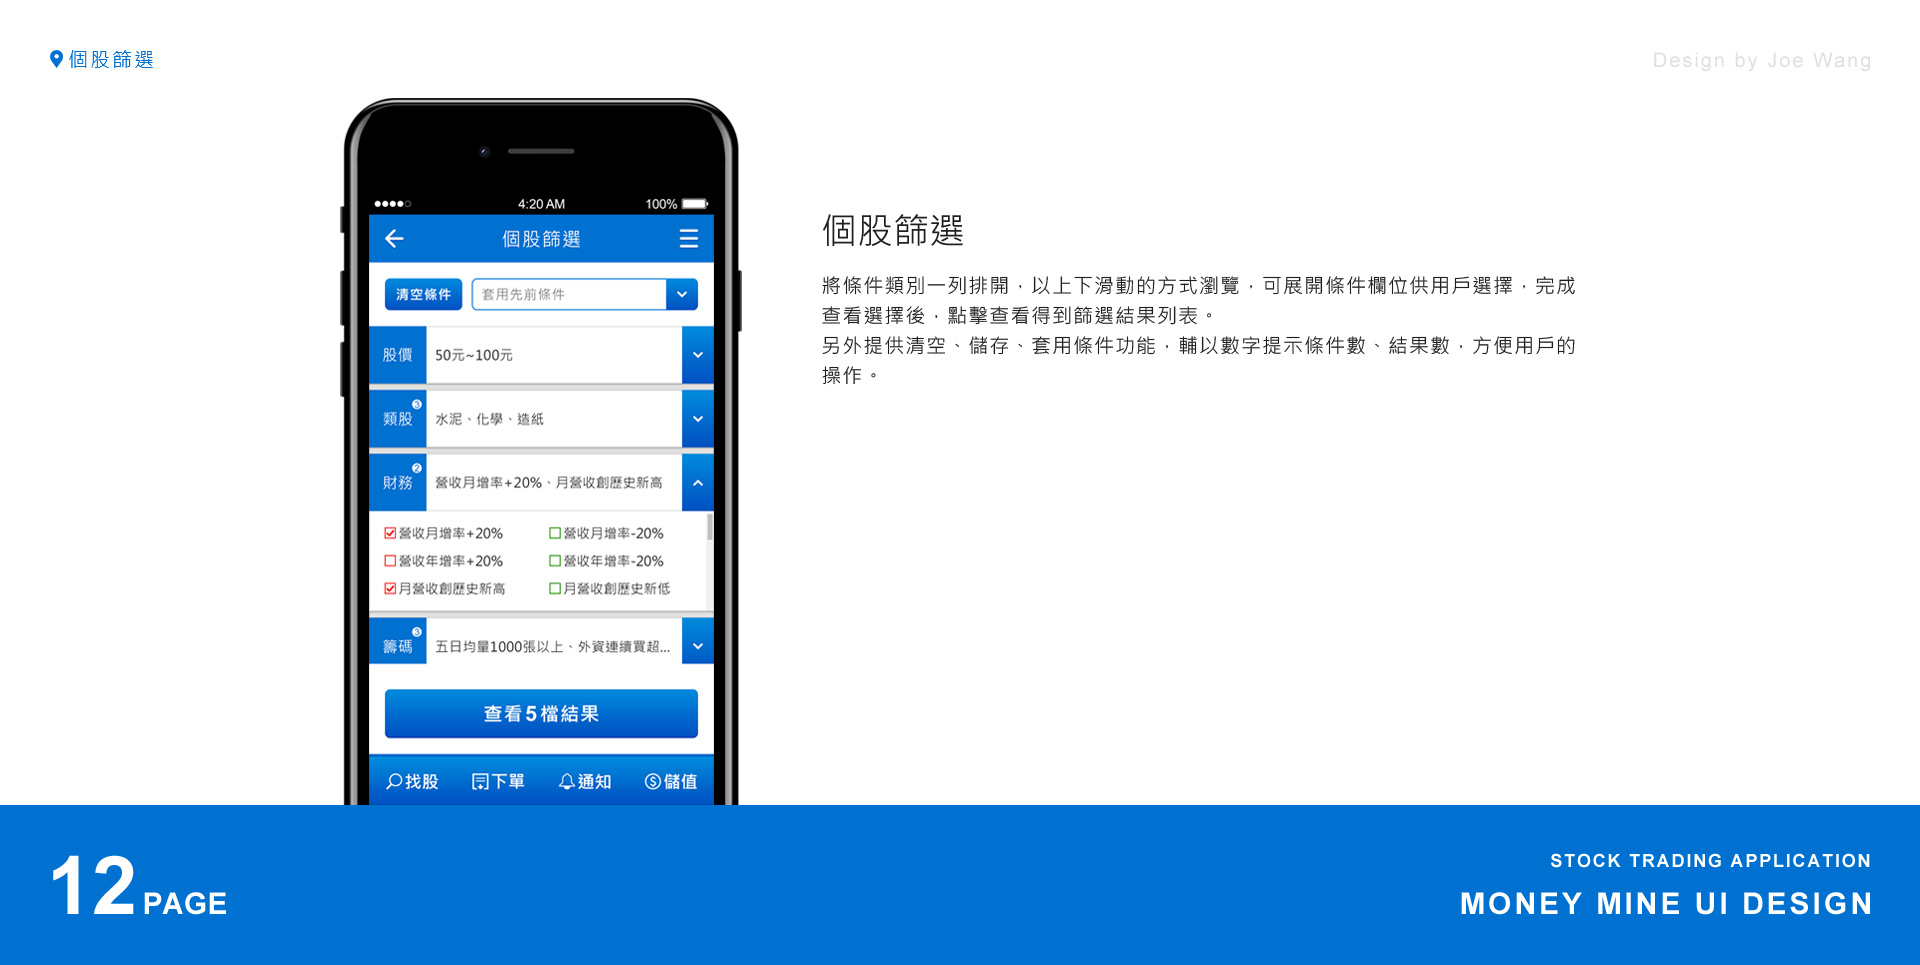 個股篩選
Design by Joe Wang
4:20 AM
100%
個股篩選
清空條件
套用先前條件
股價
50元~100元
類股
3
水泥、化學、造紙
財務
2
營收月增率+20%、月營收創歷史新高
營收月增率+20%
營收月增率-20%
營收年增率+20%
營收年增率-20%
月營收創歷史新高
月營收創歷史新低
籌碼
3
五日均量1000張以上、外資連續買超...
查看5檔結果
找股
下單
通知
儲值
個股篩選
將條件類別一列排開，以上下滑動的方式瀏覽，可展開條件欄位供用戶選擇，完成
查看選擇後，點擊查看得到篩選結果列表。
另外提供清空、儲存、套用條件功能，輔以數字提示條件數、結果數，方便用戶的
操作。
12 PAGE
STOCK TRADING APPLICATION
MONEY MINE UI DESIGN